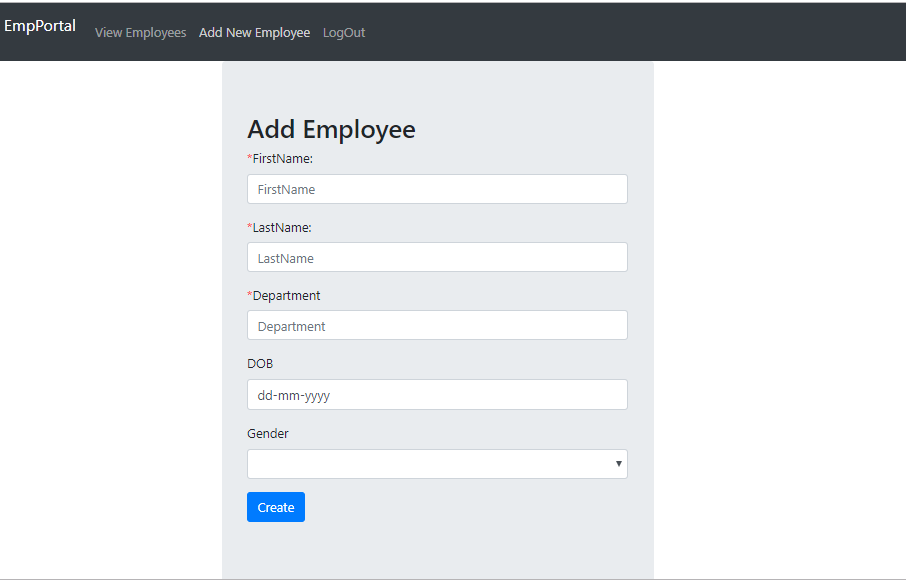 EmpPortal View Employees Add New Employee LogOut
Add Employee
*FirstName:
FirstName
*LastName:
LastName
*Department
Department
DOB
dd-mm-yyyy
Gender
Create